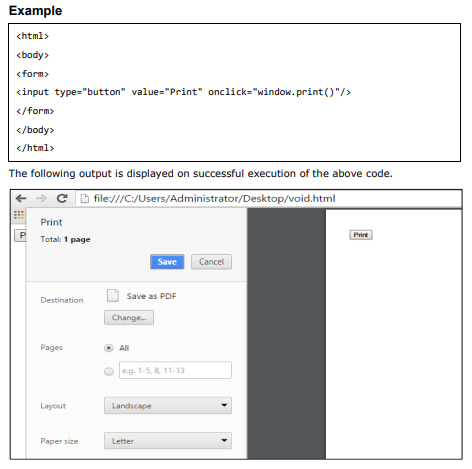 Example
<html>
<body>
<form>
<input type="button" value="Print" onclick="window.print()"/>
</form>
</body>
</html>
The following output is displayed on successful execution of the above code.
file:///C:/Users/Administrator/Desktop/void.html
Print
Total: 1 page
P
Print
Save Cancel
Destination Save as PDF
Change...
Pages All
e.g. 1-5, 8, 11-13
Layout Landscape
Paper size Letter